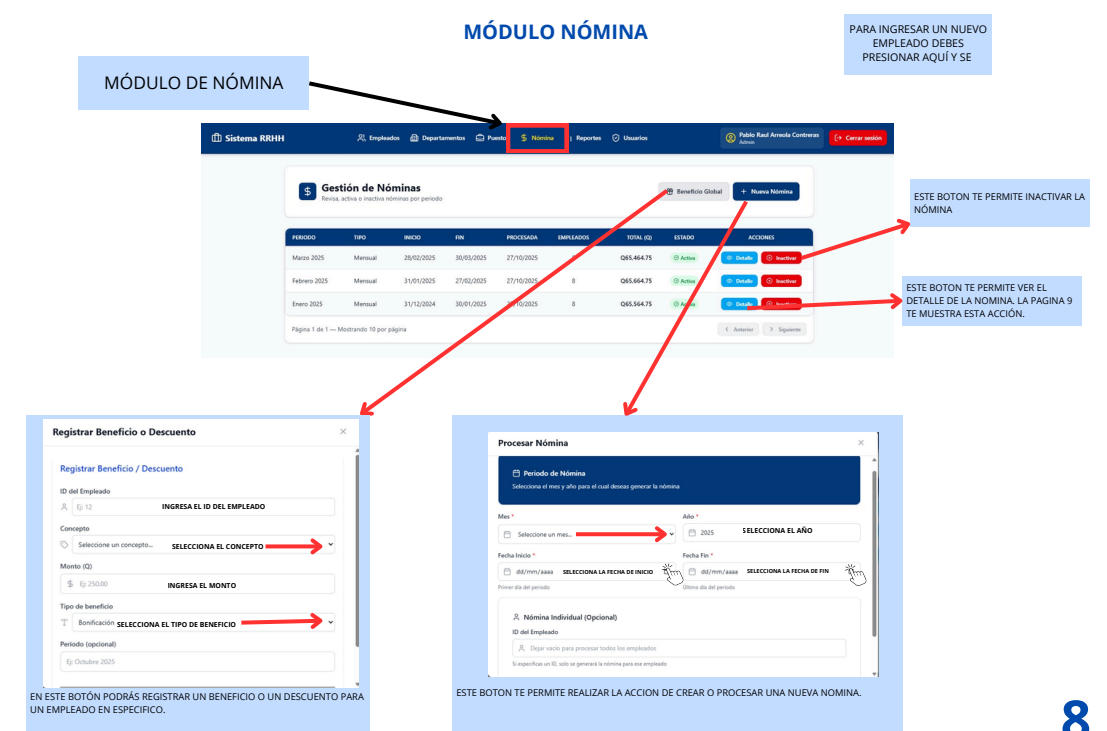 MÓDULO NÓMINA
PARA INGRESAR UN NUEVO
EMPLEADO DEBES
PRESIONAR AQUÍ Y SE
MÓDULO DE NÓMINA
Sistema RRHH
Empleados
Departamentos
Puesto
$ Nómina
Reportes
Usuarios
Pablo Raul Arreola Contreras
Admin
Cerrar sesión
$ Gestión de Nóminas
Revisa, activa o inactiva nóminas por periodo
Beneficio Global
+ Nueva Nómina
PERIODO TIPO INICIO FIN PROCESADA EMPLEADOS TOTAL (Q) ESTADO ACCIONES
Marzo 2025 Mensual 28/02/2025 30/03/2025 27/10/2025 Q65,464.75 Activa Detalle Inactivar
Febrero 2025 Mensual 31/01/2025 27/02/2025 27/10/2025 8 Q65,664.75 Activa Detalle Inactivar
Enero 2025 Mensual 31/12/2024 30/01/2025 27/10/2025 8 Q65,564.75 Activa Detalle Inactivar
Página 1 de 1 — Mostrando 10 por página
< Anterior
> Siguiente
ESTE BOTON TE PERMITE INACTIVAR LA
NÓMINA
ESTE BOTON TE PERMITE VER EL
DETALLE DE LA NOMINA. LA PAGINA 9
TE MUESTRA ESTA ACCIÓN.
Registrar Beneficio o Descuento ×
Registrar Beneficio / Descuento
ID del Empleado
Ej: 12 INGRESA EL ID DEL EMPLEADO
Concepto
Seleccione un concepto... SELECCIONA EL CONCEPTO
Monto (Q)
$ Ej: 250.00 INGRESA EL MONTO
Tipo de beneficio
Bonificación SELECCIONA EL TIPO DE BENEFICIO
Periodo (opcional)
Ej: Octubre 2025
EN ESTE BOTÓN PODRÁS REGISTRAR UN BENEFICIO O UN DESCUENTO PARA
UN EMPLEADO EN ESPECIFICO.
Procesar Nómina ×
Periodo de Nómina
Selecciona el mes y año para el cual deseas generar la nómina
Mes * Año *
Seleccione un mes... 2025 SELECCIONA EL AÑO
Fecha Inicio * Fecha Fin *
dd/mm/aaaa SELECCIONA LA FECHA DE INICIO dd/mm/aaaa SELECCIONA LA FECHA DE FIN
Primer día del periodo Último día del periodo
Nómina Individual (Opcional)
ID del Empleado
Dejar vacío para procesar todos los empleados
Si especificas un ID, solo se generará la nómina para ese empleado
ESTE BOTON TE PERMITE REALIZAR LA ACCION DE CREAR O PROCESAR UNA NUEVA NOMINA.
8